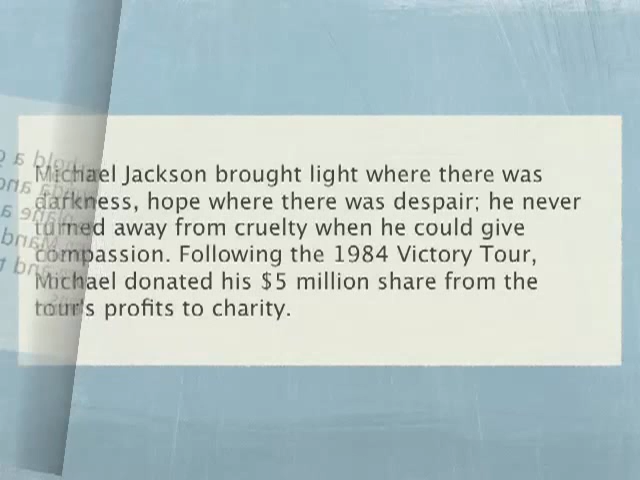 Michael Jackson brought light where there was
darkness, hope where there was despair; he never
turned away from cruelty when he could give
compassion. Following the 1984 Victory Tour,
Michael donated his $5 million share from the
tour's profits to charity.